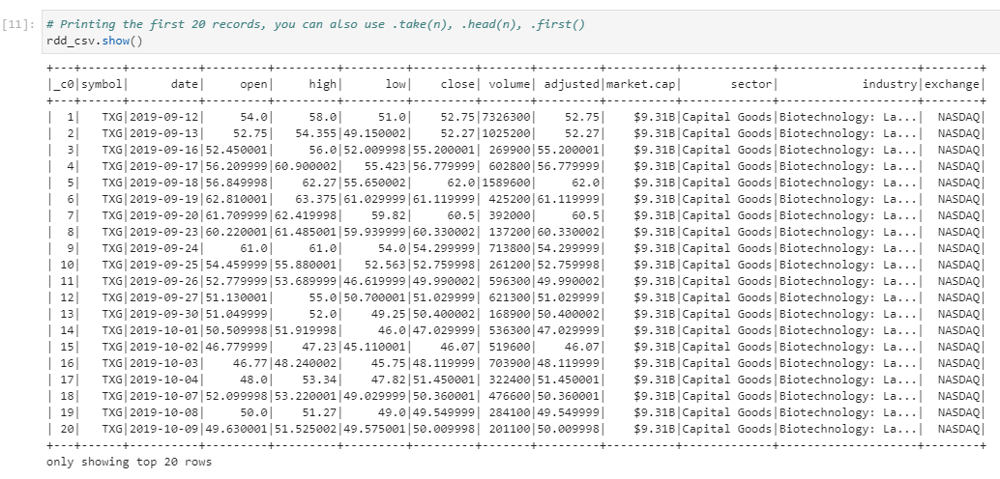 [11]: # Printing the first 20 records, you can also use .take(n), .head(n), .first()
rdd_csv.show()
+---+------+----------+---------+---------+---------+---------+-------+---------+----------+-------------+--------------------+--------+
|_c0|symbol|      date|     open|     high|      low|    close| volume| adjusted|market.cap|       sector|            industry|exchange|
+---+------+----------+---------+---------+---------+---------+-------+---------+----------+-------------+--------------------+--------+
|  1|   TXG|2019-09-12|     54.0|     58.0|     51.0|    52.75|7326300|    52.75|    $9.31B|Capital Goods|Biotechnology: La...|  NASDAQ|
|  2|   TXG|2019-09-13|    52.75|   54.355|49.150002|    52.27|1025200|    52.27|    $9.31B|Capital Goods|Biotechnology: La...|  NASDAQ|
|  3|   TXG|2019-09-16|52.450001|     56.0|52.009998|55.200001| 269900|55.200001|    $9.31B|Capital Goods|Biotechnology: La...|  NASDAQ|
|  4|   TXG|2019-09-17|56.209999|60.900002|   55.423|56.779999| 602800|56.779999|    $9.31B|Capital Goods|Biotechnology: La...|  NASDAQ|
|  5|   TXG|2019-09-18|56.849998|    62.27|55.650002|     62.0|1589600|     62.0|    $9.31B|Capital Goods|Biotechnology: La...|  NASDAQ|
|  6|   TXG|2019-09-19|62.810001|   63.375|61.029999|61.119999| 425200|61.119999|    $9.31B|Capital Goods|Biotechnology: La...|  NASDAQ|
|  7|   TXG|2019-09-20|61.709999|62.419998|    59.82|     60.5| 392000|     60.5|    $9.31B|Capital Goods|Biotechnology: La...|  NASDAQ|
|  8|   TXG|2019-09-23|60.220001|61.485001|59.939999|60.330002| 137200|60.330002|    $9.31B|Capital Goods|Biotechnology: La...|  NASDAQ|
|  9|   TXG|2019-09-24|     61.0|     61.0|     54.0|54.299999| 713800|54.299999|    $9.31B|Capital Goods|Biotechnology: La...|  NASDAQ|
| 10|   TXG|2019-09-25|54.459999|55.880001|   52.563|52.759998| 261200|52.759998|    $9.31B|Capital Goods|Biotechnology: La...|  NASDAQ|
| 11|   TXG|2019-09-26|52.779999|53.689999|46.619999|49.990002| 596300|49.990002|    $9.31B|Capital Goods|Biotechnology: La...|  NASDAQ|
| 12|   TXG|2019-09-27|51.130001|     55.0|50.700001|51.029999| 621300|51.029999|    $9.31B|Capital Goods|Biotechnology: La...|  NASDAQ|
| 13|   TXG|2019-09-30|51.049999|     52.0|    49.25|50.400002| 168900|50.400002|    $9.31B|Capital Goods|Biotechnology: La...|  NASDAQ|
| 14|   TXG|2019-10-01|50.509998|51.919998|     46.0|47.029999| 536300|47.029999|    $9.31B|Capital Goods|Biotechnology: La...|  NASDAQ|
| 15|   TXG|2019-10-02|46.779999|    47.23|45.110001|    46.07| 519600|    46.07|    $9.31B|Capital Goods|Biotechnology: La...|  NASDAQ|
| 16|   TXG|2019-10-03|    46.77|48.240002|    45.75|48.119999| 703900|48.119999|    $9.31B|Capital Goods|Biotechnology: La...|  NASDAQ|
| 17|   TXG|2019-10-04|     48.0|    53.34|    47.82|51.450001| 322400|51.450001|    $9.31B|Capital Goods|Biotechnology: La...|  NASDAQ|
| 18|   TXG|2019-10-07|52.099998|53.220001|49.029999|50.360001| 476600|50.360001|    $9.31B|Capital Goods|Biotechnology: La...|  NASDAQ|
| 19|   TXG|2019-10-08|     50.0|    51.27|     49.0|49.549999| 284100|49.549999|    $9.31B|Capital Goods|Biotechnology: La...|  NASDAQ|
| 20|   TXG|2019-10-09|49.630001|51.525002|49.575001|50.009998| 201100|50.009998|    $9.31B|Capital Goods|Biotechnology: La...|  NASDAQ|
+---+------+----------+---------+---------+---------+---------+-------+---------+----------+-------------+--------------------+--------+
only showing top 20 rows